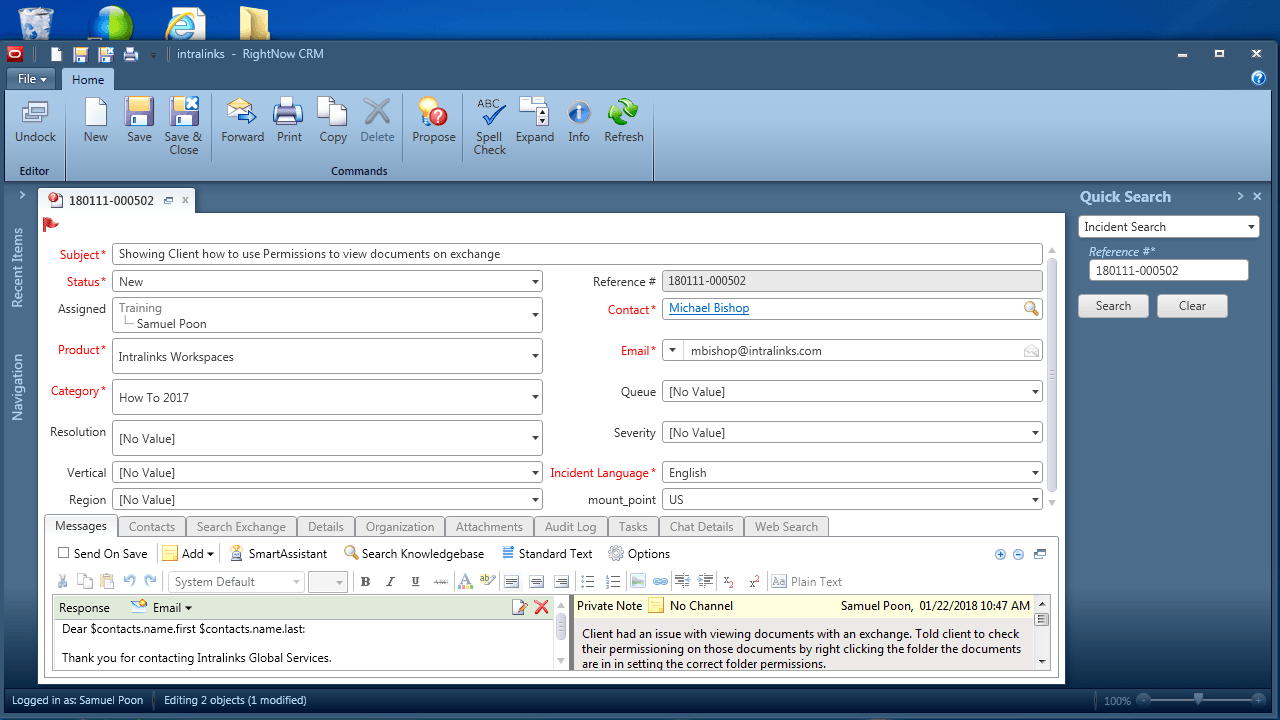 intralinks - RightNow CRM
File
Home
Undock
New
Save
Save & Close
Forward
Print
Copy
Delete
Propose
ABC
Spell Check
Expand
Info
Refresh
Editor
Commands
180111-000502
Recent Items
Navigation
Subject* Showing Client how to use Permissions to view documents on exchange
Status* New
Reference # 180111-000502
Assigned Training
Samuel Poon
Contact* Michael Bishop
Product* Intralinks Workspaces
Email* mbishop@intralinks.com
Category* How To 2017
Queue [No Value]
Resolution [No Value]
Severity [No Value]
Vertical [No Value]
Incident Language* English
Region [No Value]
mount_point US
Messages Contacts Search Exchange Details Organization Attachments Audit Log Tasks Chat Details Web Search
Send On Save Add SmartAssistant Search Knowledgebase Standard Text Options
System Default B I U abc A ab x2 x2 Aa Plain Text
Response Email
Dear $contacts.name.first $contacts.name.last:
Thank you for contacting Intralinks Global Services.
Private Note No Channel Samuel Poon, 01/22/2018 10:47 AM
Client had an issue with viewing documents with an exchange. Told client to check
their permissioning on those documents by right clicking the folder the documents
are in in setting the correct folder permissions.
Quick Search
Incident Search
Reference #*
180111-000502
Search Clear
Logged in as: Samuel Poon Editing 2 objects (1 modified) 100%